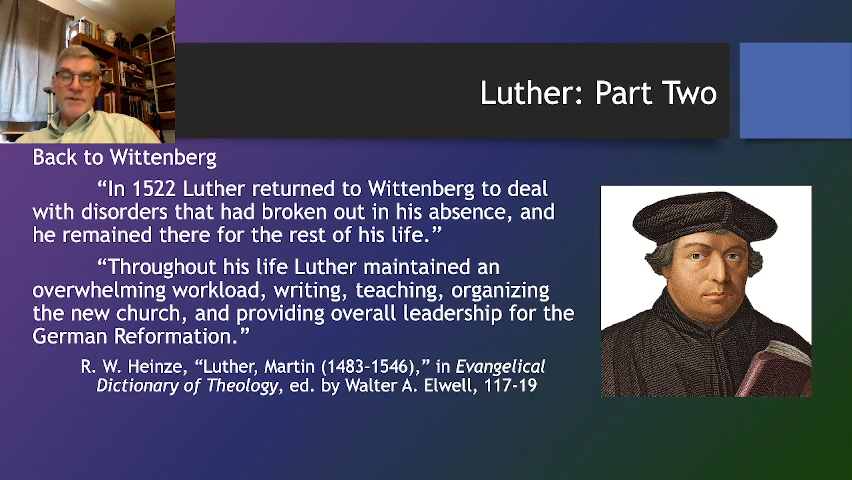 Luther: Part Two
Back to Wittenberg
“In 1522 Luther returned to Wittenberg to deal
with disorders that had broken out in his absence, and
he remained there for the rest of his life.”
“Throughout his life Luther maintained an
overwhelming workload, writing, teaching, organizing
the new church, and providing overall leadership for the
German Reformation.”
R. W. Heinze, “Luther, Martin (1483–1546),” in Evangelical
Dictionary of Theology, ed. by Walter A. Elwell, 117-19